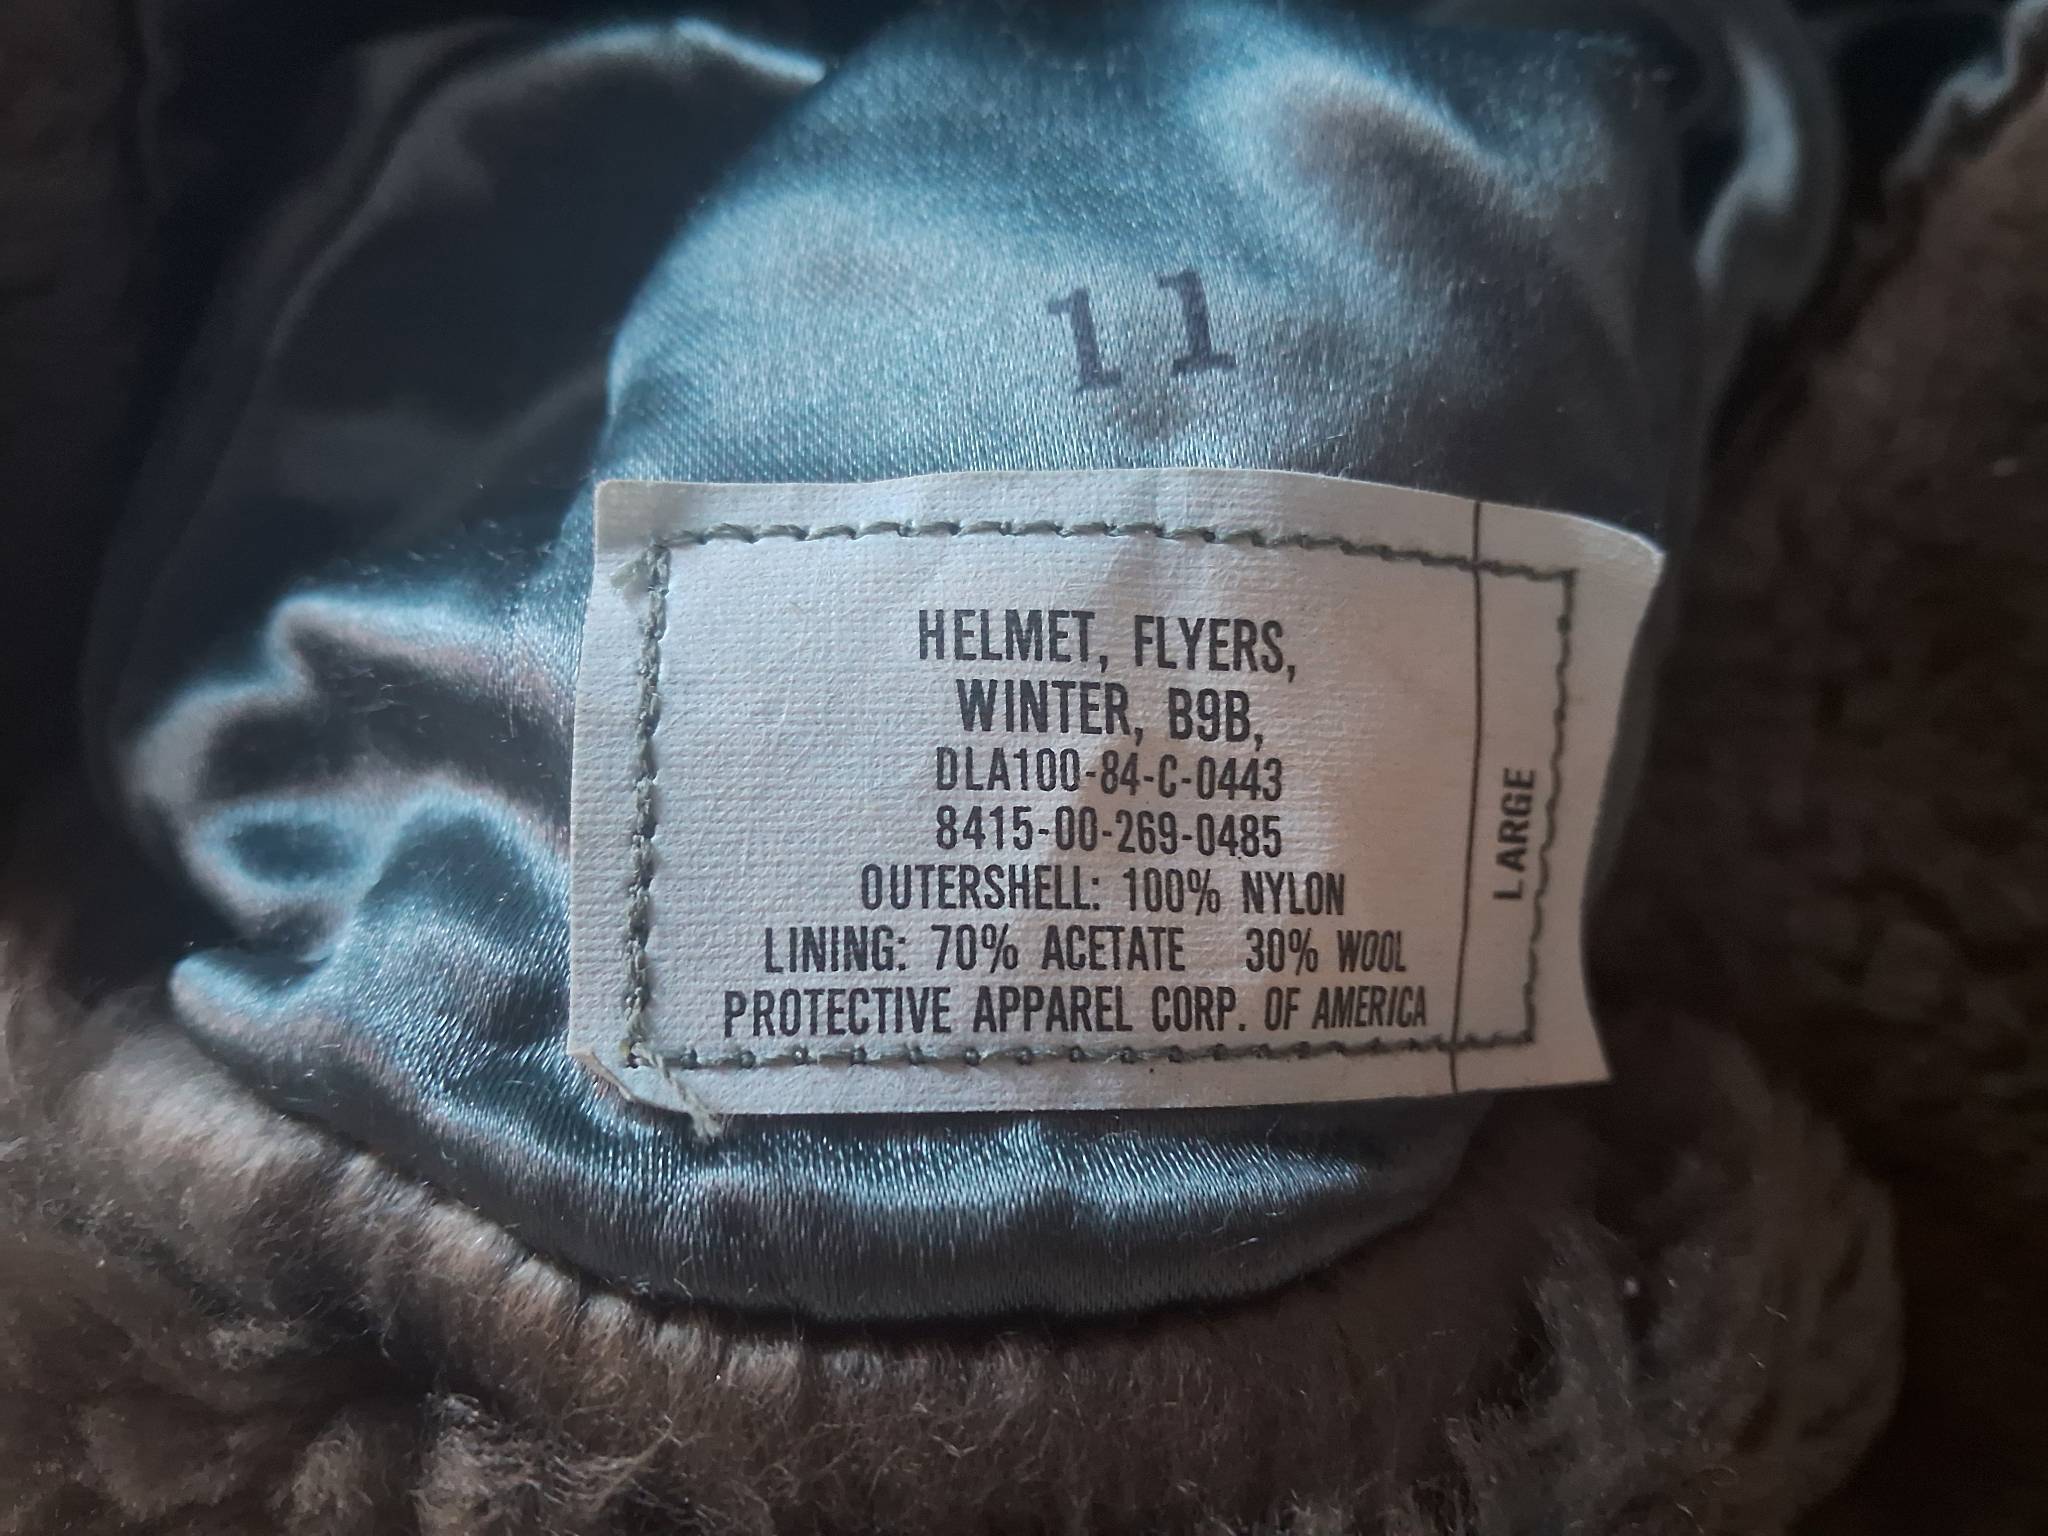 11
HELMET, FLYERS,
WINTER, B9B,
DLA100-84-C-0443
8415-00-269-0485
OUTERSHELL: 100% NYLON
LINING: 70% ACETATE 30% WOOL
PROTECTIVE APPAREL CORP. OF AMERICA
LARGE